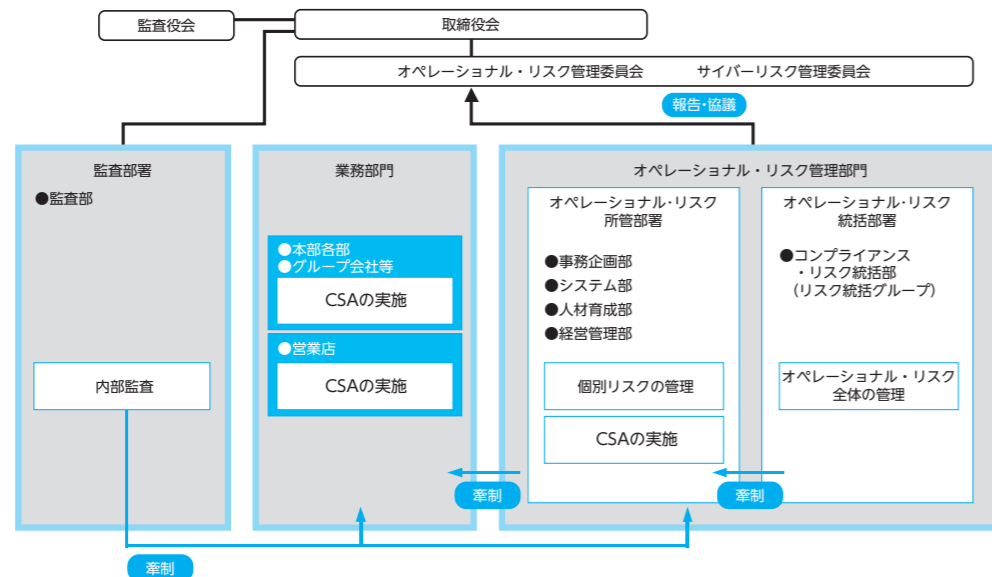 監査役会
取締役会
オペレーショナル・リスク管理委員会 サイバーリスク管理委員会
報告・協議
監査部署
●監査部
内部監査
業務部門
●本部各部
●グループ会社等
CSAの実施
●営業店
CSAの実施
オペレーショナル・リスク管理部門
オペレーショナル・リスク
所管部署
●事務企画部
●システム部
●人材育成部
●経営管理部
個別リスクの管理
CSAの実施
オペレーショナル・リスク
統括部署
●コンプライアンス
・リスク統括部
(リスク統括グループ)
オペレーショナル・リスク
全体の管理
牽制
牽制
牽制